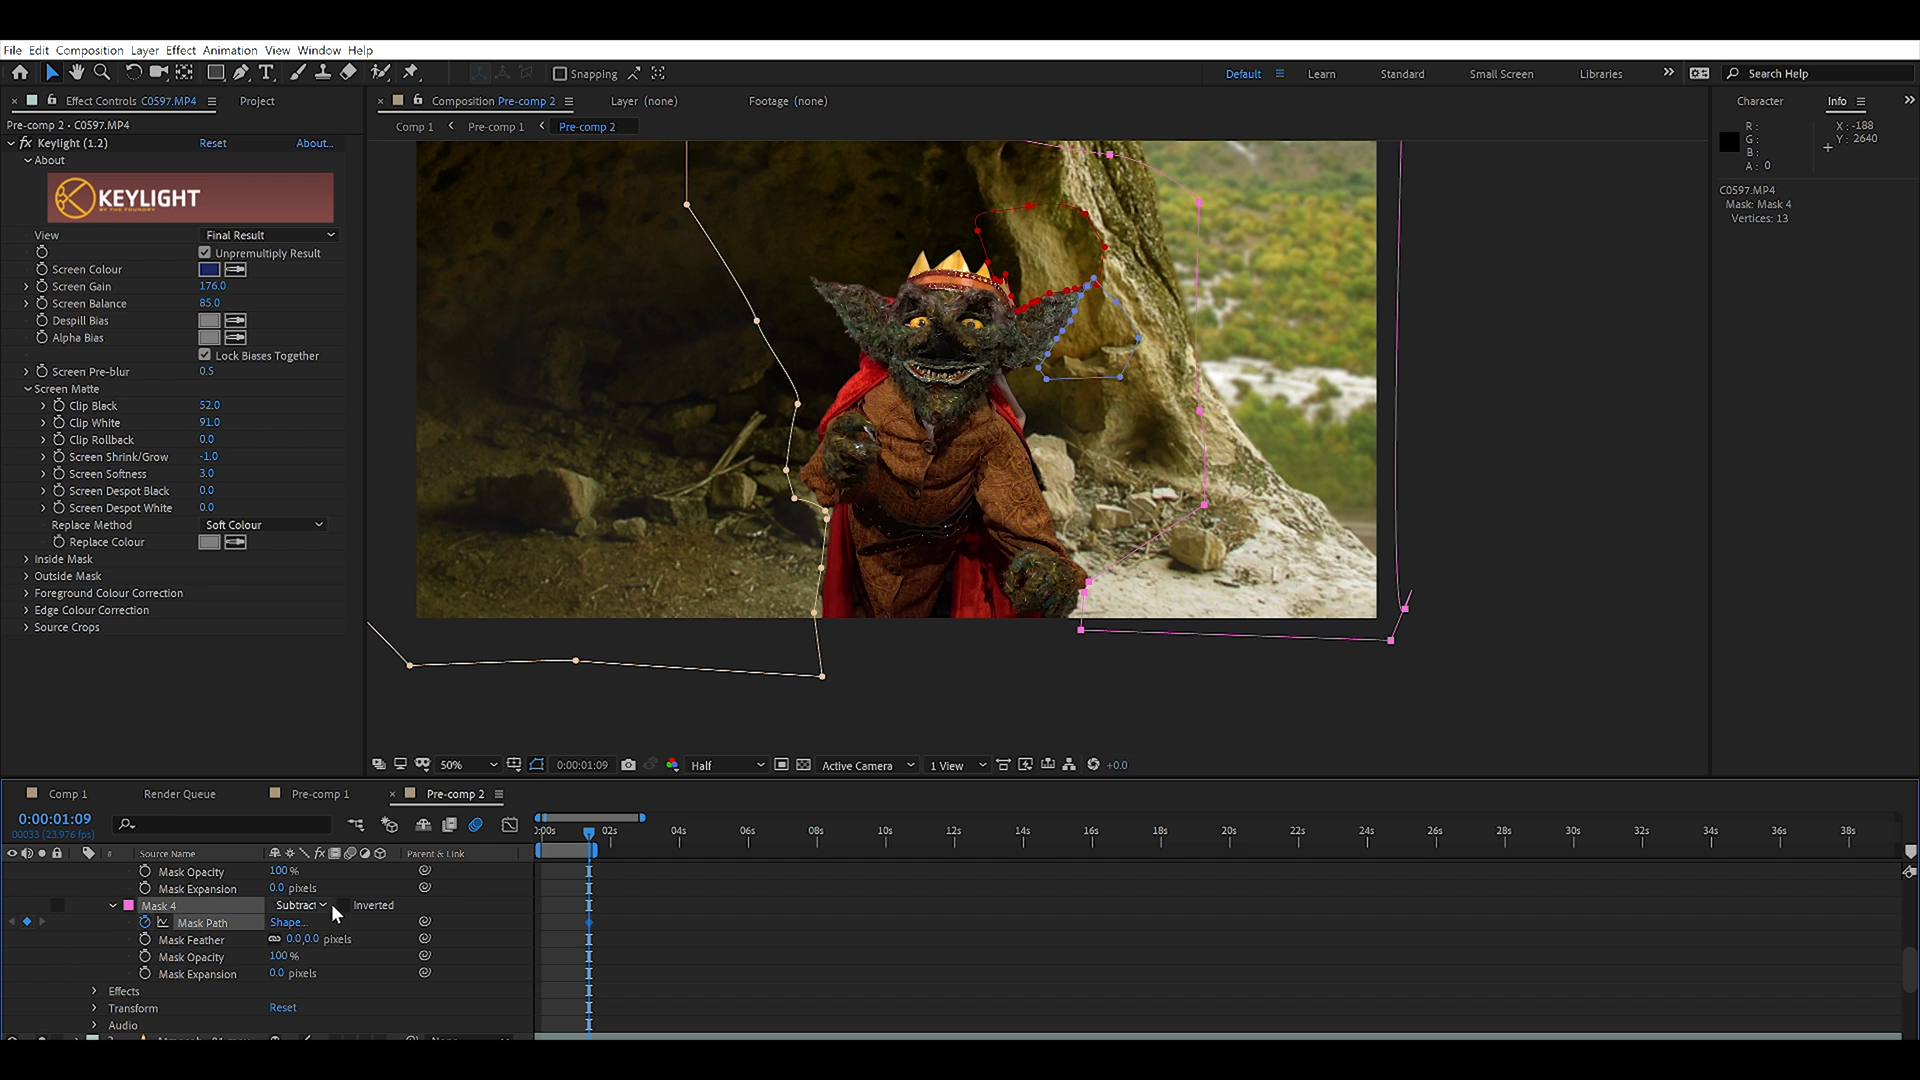 File Edit Composition Layer Effect Animation View Window Help
Snapping
Default Learn Standard Small Screen Libraries Search Help
Effect Controls C0597.MP4 Project
Composition Pre-comp 2 Layer (none) Footage (none)
Character Info
Pre-comp 2 • C0597.MP4
Comp 1 Pre-comp 1 Pre-comp 2
fx Keylight (1.2) Reset About...
About
KEYLIGHT
BY THE FOUNDRY
View Final Result
Unpremultiply Result
Screen Colour
Screen Gain 176.0
Screen Balance 85.0
Despill Bias
Alpha Bias
Lock Biases Together
Screen Pre-blur 0.5
Screen Matte
Clip Black 52.0
Clip White 91.0
Clip Rollback 0.0
Screen Shrink/Grow -1.0
Screen Softness 3.0
Screen Despot Black 0.0
Screen Despot White 0.0
Replace Method Soft Colour
Replace Colour
Inside Mask
Outside Mask
Foreground Colour Correction
Edge Colour Correction
Source Crops
R : X : -188
G : Y : 2640
B :
A : 0
C0597.MP4
Mask: Mask 4
Vertices: 13
50% 0:00:01:09 Half Active Camera 1 View +0.0
Comp 1 Render Queue Pre-comp 1 Pre-comp 2
0:00:01:09
00033 (23.976 fps)
0:00s 02s 04s 06s 08s 10s 12s 14s 16s 18s 20s 22s 24s 26s 28s 30s 32s 34s 36s 38s
# Source Name fx Parent & Link
Mask Opacity 100 %
Mask Expansion 0.0 pixels
Mask 4 Subtract Inverted
Mask Path Shape...
Mask Feather 0.0,0.0 pixels
Mask Opacity 100 %
Mask Expansion 0.0 pixels
Effects
Transform Reset
Audio